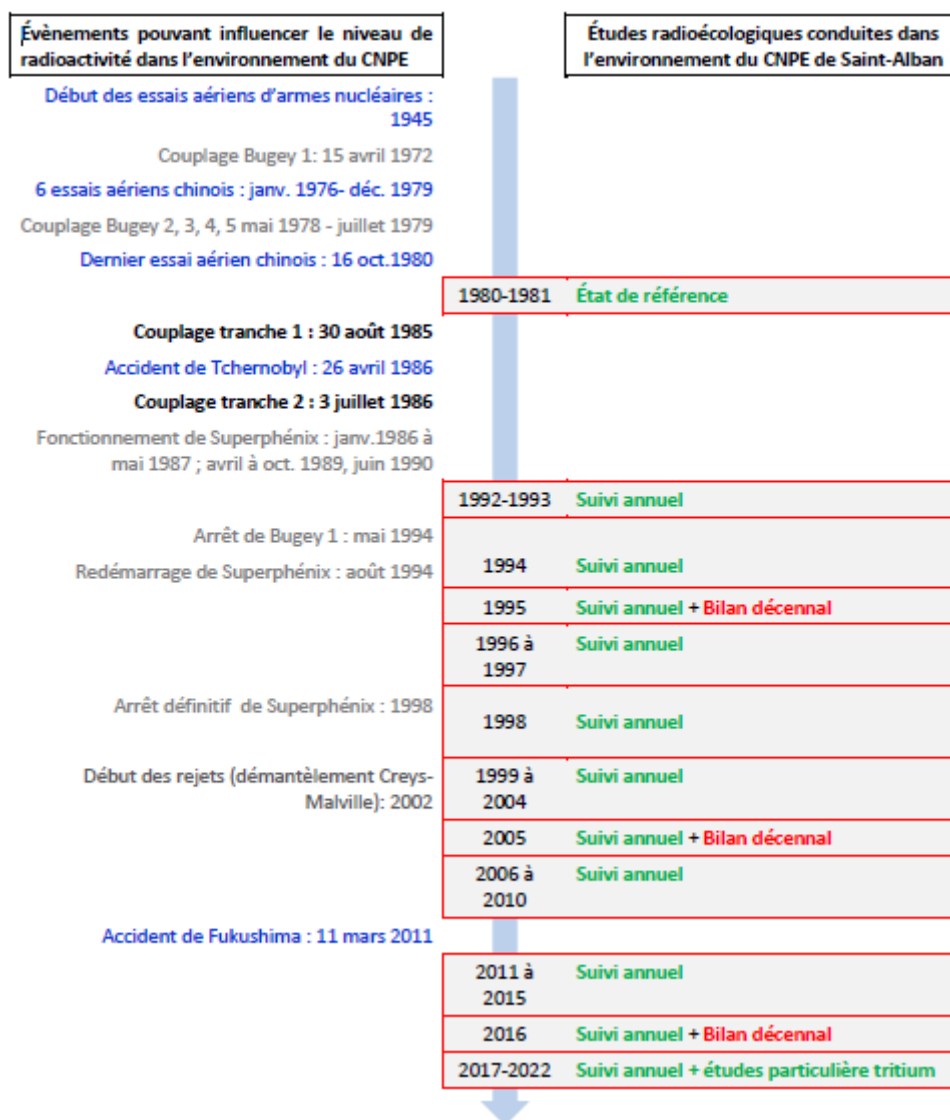 Évènements pouvant influencer le niveau de
radioactivité dans l'environnement du CNPE
Études radioécologiques conduites dans
l'environnement du CNPE de Saint-Alban
Début des essais aériens d'armes nucléaires :
1945
Couplage Bugey 1: 15 avril 1972
6 essais aériens chinois : janv. 1976- déc. 1979
Couplage Bugey 2, 3, 4, 5 mai 1978 - juillet 1979
Dernier essai aérien chinois : 16 oct.1980
1980-1981 État de référence
Couplage tranche 1 : 30 août 1985
Accident de Tchernobyl : 26 avril 1986
Couplage tranche 2 : 3 juillet 1986
Fonctionnement de Superphénix : janv.1986 à
mai 1987 ; avril à oct. 1989, juin 1990
1992-1993 Suivi annuel
Arrêt de Bugey 1 : mai 1994
Redémarrage de Superphénix : août 1994
1994 Suivi annuel
1995 Suivi annuel + Bilan décennal
1996 à Suivi annuel
1997
Arrêt définitif de Superphénix : 1998
1998 Suivi annuel
Début des rejets (démantèlement Creys-
Malville): 2002
1999 à Suivi annuel
2004
2005 Suivi annuel + Bilan décennal
2006 à Suivi annuel
2010
Accident de Fukushima : 11 mars 2011
2011 à Suivi annuel
2015
2016 Suivi annuel + Bilan décennal
2017-2022 Suivi annuel + études particulière tritium